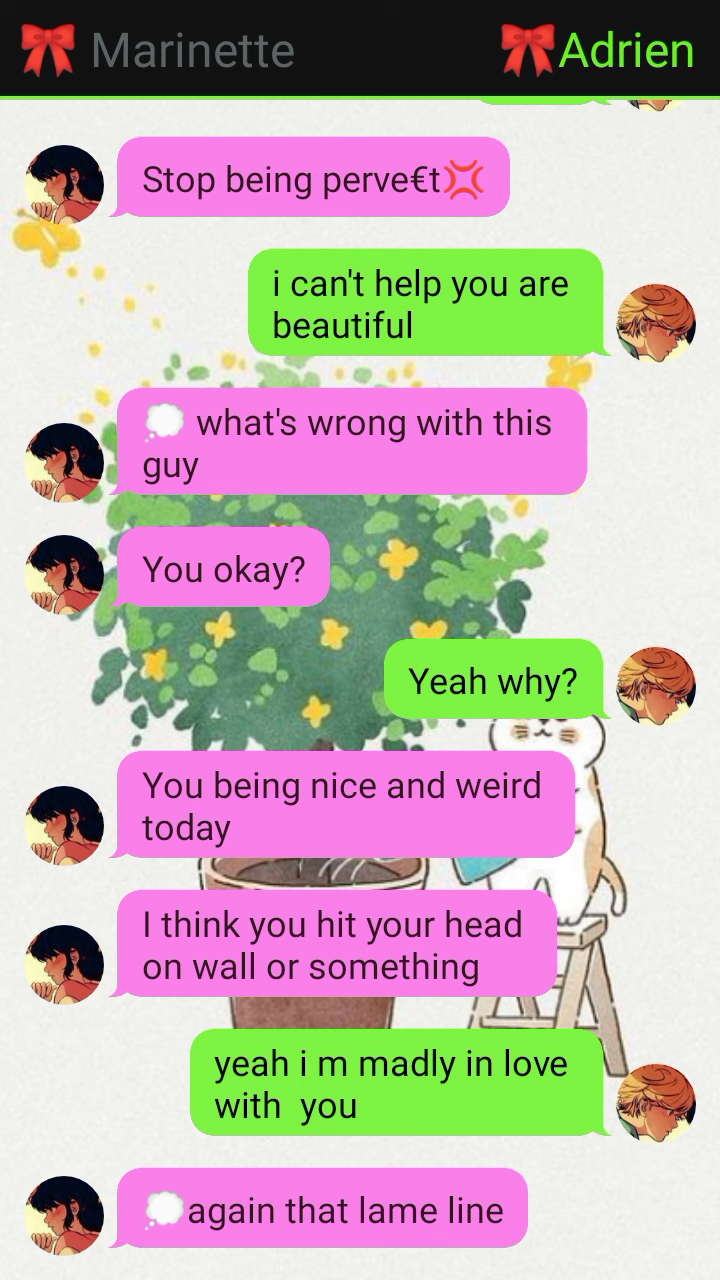 🎀 Marinette 🎀Adrien
Stop being perve€t💢
i can't help you are
beautiful
💭 what's wrong with this
guy
You okay?
Yeah why?
You being nice and weird
today
I think you hit your head
on wall or something
yeah i m madly in love
with  you
💭again that lame line